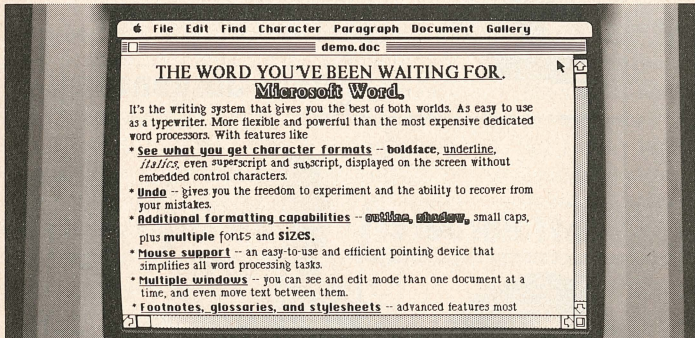 File Edit Find Character Paragraph Document Gallery
demo.doc
THE WORD YOU'VE BEEN WAITING FOR.
Microsoft Word.
It's the writing system that gives you the best of both worlds. As easy to use
as a typewriter. More flexible and powerful than the most expensive dedicated
word processors. With features like
* See what you get character formats -- boldface, underline,
italics, even superscript and subscript, displayed on the screen without
embedded control characters.
* Undo -- gives you the freedom to experiment and the ability to recover from
your mistakes.
* Additional formatting capabilities -- outline, shadow, small caps,
plus multiple fonts and sizes.
* Mouse support -- an easy-to-use and efficient pointing device that
simplifies all word processing tasks.
* Multiple windows -- you can see and edit mode than one document at a
time, and even move text between them.
* Footnotes, glossaries, and stylesheets -- advanced features most